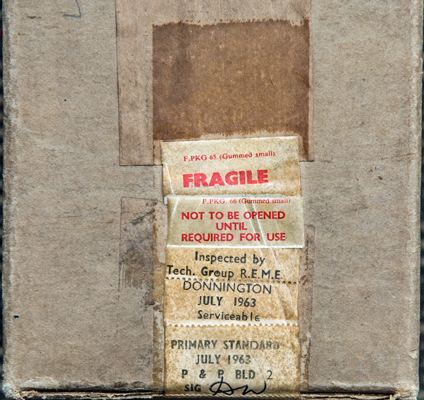 F.PKG 65 (Gummed small)
FRAGILE
F.PKG. 66 (Gummed small)
NOT TO BE OPENED
UNTIL
REQUIRED FOR USE
Inspected by
Tech. Group R.E.M.E.
DONNINGTON
JULY 1963
Serviceable
PRIMARY STANDARD
JULY 1963
P & P BLD 2
SIG